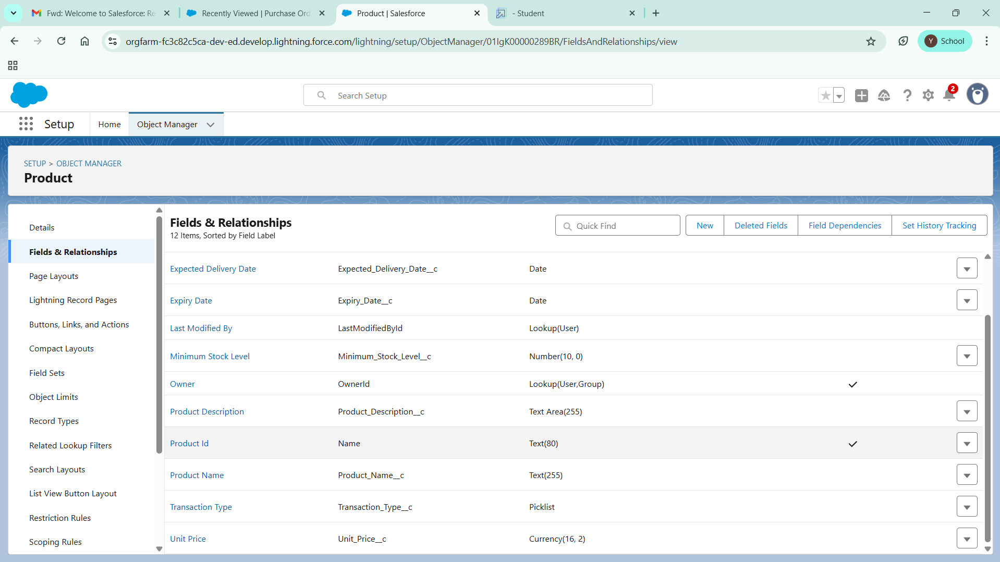 Fwd: Welcome to Salesforce: Re
Recently Viewed | Purchase Ord
Product | Salesforce
- Student
orgfarm-fc3c82c5ca-dev-ed.develop.lightning.force.com/lightning/setup/ObjectManager/01IgK00000289BR/FieldsAndRelationships/view
Y School
Search Setup
2
Setup
Home
Object Manager
SETUP > OBJECT MANAGER
Product
Details
Fields & Relationships
Page Layouts
Lightning Record Pages
Buttons, Links, and Actions
Compact Layouts
Field Sets
Object Limits
Record Types
Related Lookup Filters
Search Layouts
List View Button Layout
Restriction Rules
Scoping Rules
Fields & Relationships
12 Items, Sorted by Field Label
Quick Find
New
Deleted Fields
Field Dependencies
Set History Tracking
Expected Delivery Date Expected_Delivery_Date__c Date
Expiry Date Expiry_Date__c Date
Last Modified By LastModifiedById Lookup(User)
Minimum Stock Level Minimum_Stock_Level__c Number(10, 0)
Owner OwnerId Lookup(User,Group)
Product Description Product_Description__c Text Area(255)
Product Id Name Text(80)
Product Name Product_Name__c Text(255)
Transaction Type Transaction_Type__c Picklist
Unit Price Unit_Price__c Currency(16, 2)